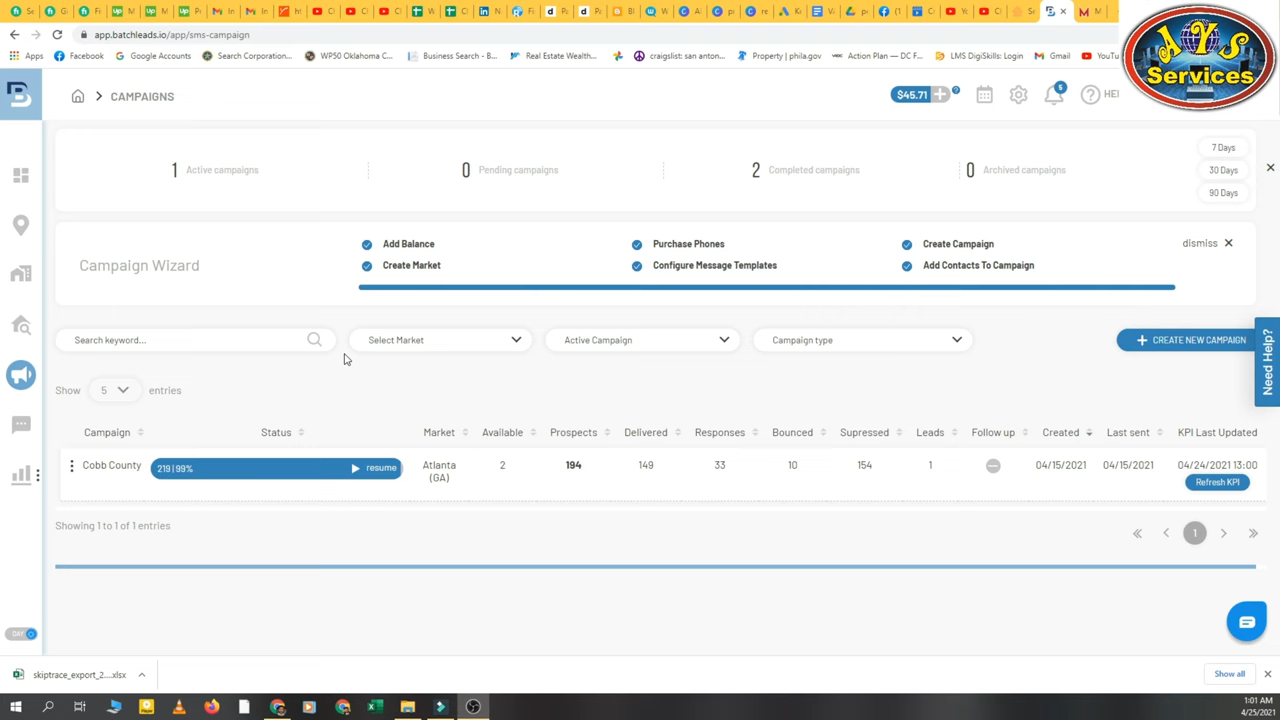 app.batchleads.io/app/sms-campaign
Apps Facebook Google Accounts Search Corporation... WP50 Oklahoma C... Business Search - B... Real Estate Wealth... craigslist: san anton... Property | phila.gov Action Plan — DC F... LMS DigiSkills: Login Gmail YouTu
AYS
Services
CAMPAIGNS
$45.71
5
HEI
1 Active campaigns
0 Pending campaigns
2 Completed campaigns
0 Archived campaigns
7 Days
30 Days
90 Days
Campaign Wizard
Add Balance
Purchase Phones
Create Campaign
Create Market
Configure Message Templates
Add Contacts To Campaign
dismiss
Search keyword...
Select Market
Active Campaign
Campaign type
CREATE NEW CAMPAIGN
Need Help?
Show 5 entries
Campaign Status Market Available Prospects Delivered Responses Bounced Supressed Leads Follow up Created Last sent KPI Last Updated
Cobb County 219 | 99% resume Atlanta (GA) 2 194 149 33 10 154 1 04/15/2021 04/15/2021 04/24/2021 13:00
Refresh KPI
Showing 1 to 1 of 1 entries
1
DAY
skiptrace_export_2....xlsx
Show all
1:01 AM
4/25/2021